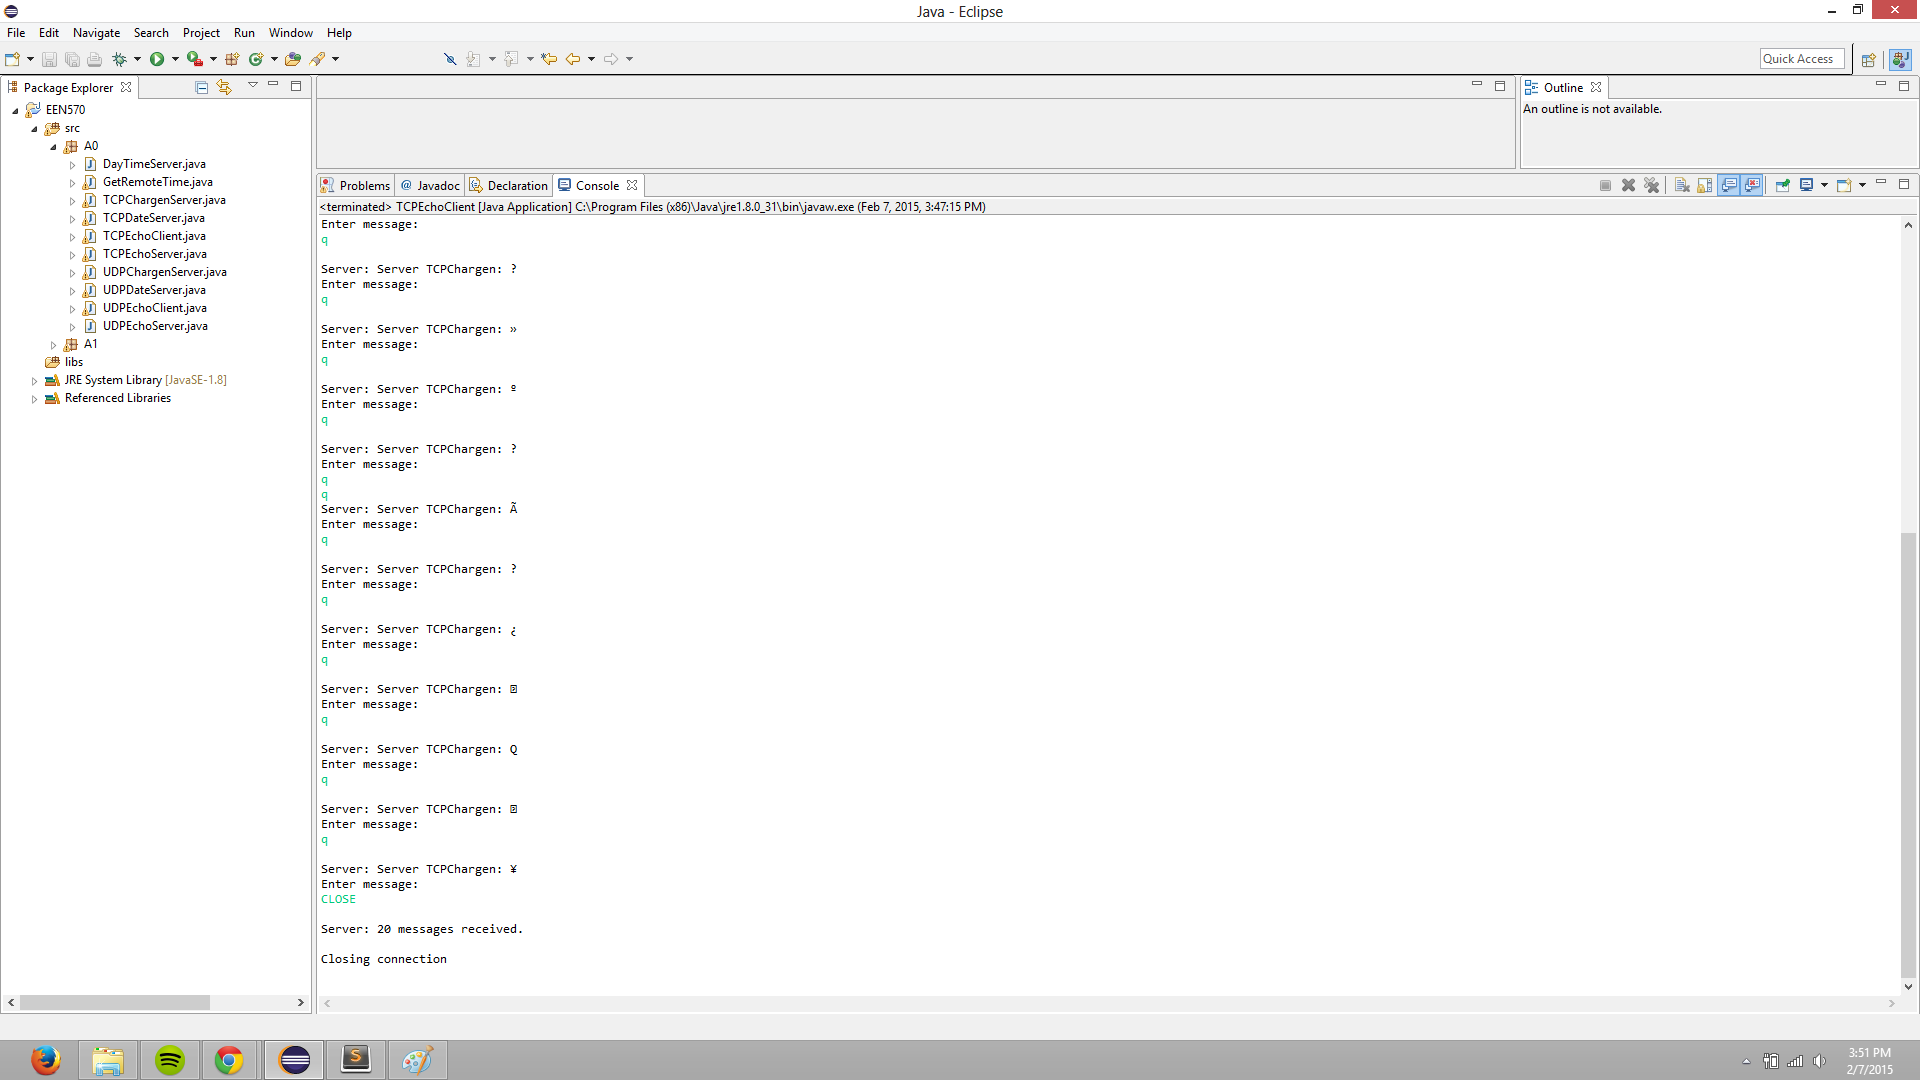 Java - Eclipse
File Edit Navigate Search Project Run Window Help
Quick Access
Package Explorer
EEN570
src
A0
DayTimeServer.java
GetRemoteTime.java
TCPChargenServer.java
TCPDateServer.java
TCPEchoClient.java
TCPEchoServer.java
UDPChargenServer.java
UDPDateServer.java
UDPEchoClient.java
UDPEchoServer.java
A1
libs
JRE System Library [JavaSE-1.8]
Referenced Libraries
Outline
An outline is not available.
Problems @ Javadoc Declaration Console
<terminated> TCPEchoClient [Java Application] C:\Program Files (x86)\Java\jre1.8.0_31\bin\javaw.exe (Feb 7, 2015, 3:47:15 PM)
Enter message:
q
Server: Server TCPChargen: ?
Enter message:
q
Server: Server TCPChargen: »
Enter message:
q
Server: Server TCPChargen: º
Enter message:
q
Server: Server TCPChargen: ?
Enter message:
q
q
Server: Server TCPChargen: Ã
Enter message:
q
Server: Server TCPChargen: ?
Enter message:
q
Server: Server TCPChargen: ¿
Enter message:
q
Server: Server TCPChargen:
Enter message:
q
Server: Server TCPChargen: Q
Enter message:
q
Server: Server TCPChargen:
Enter message:
q
Server: Server TCPChargen: ¥
Enter message:
CLOSE
Server: 20 messages received.
Closing connection
3:51 PM
2/7/2015